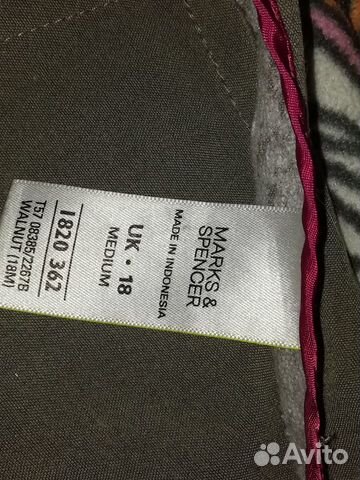 MARKS &
SPENCER
MADE IN INDONESIA
UK • 18
MEDIUM
1820 362
T57 08385/2267B
WALNUT (18M)
Avito